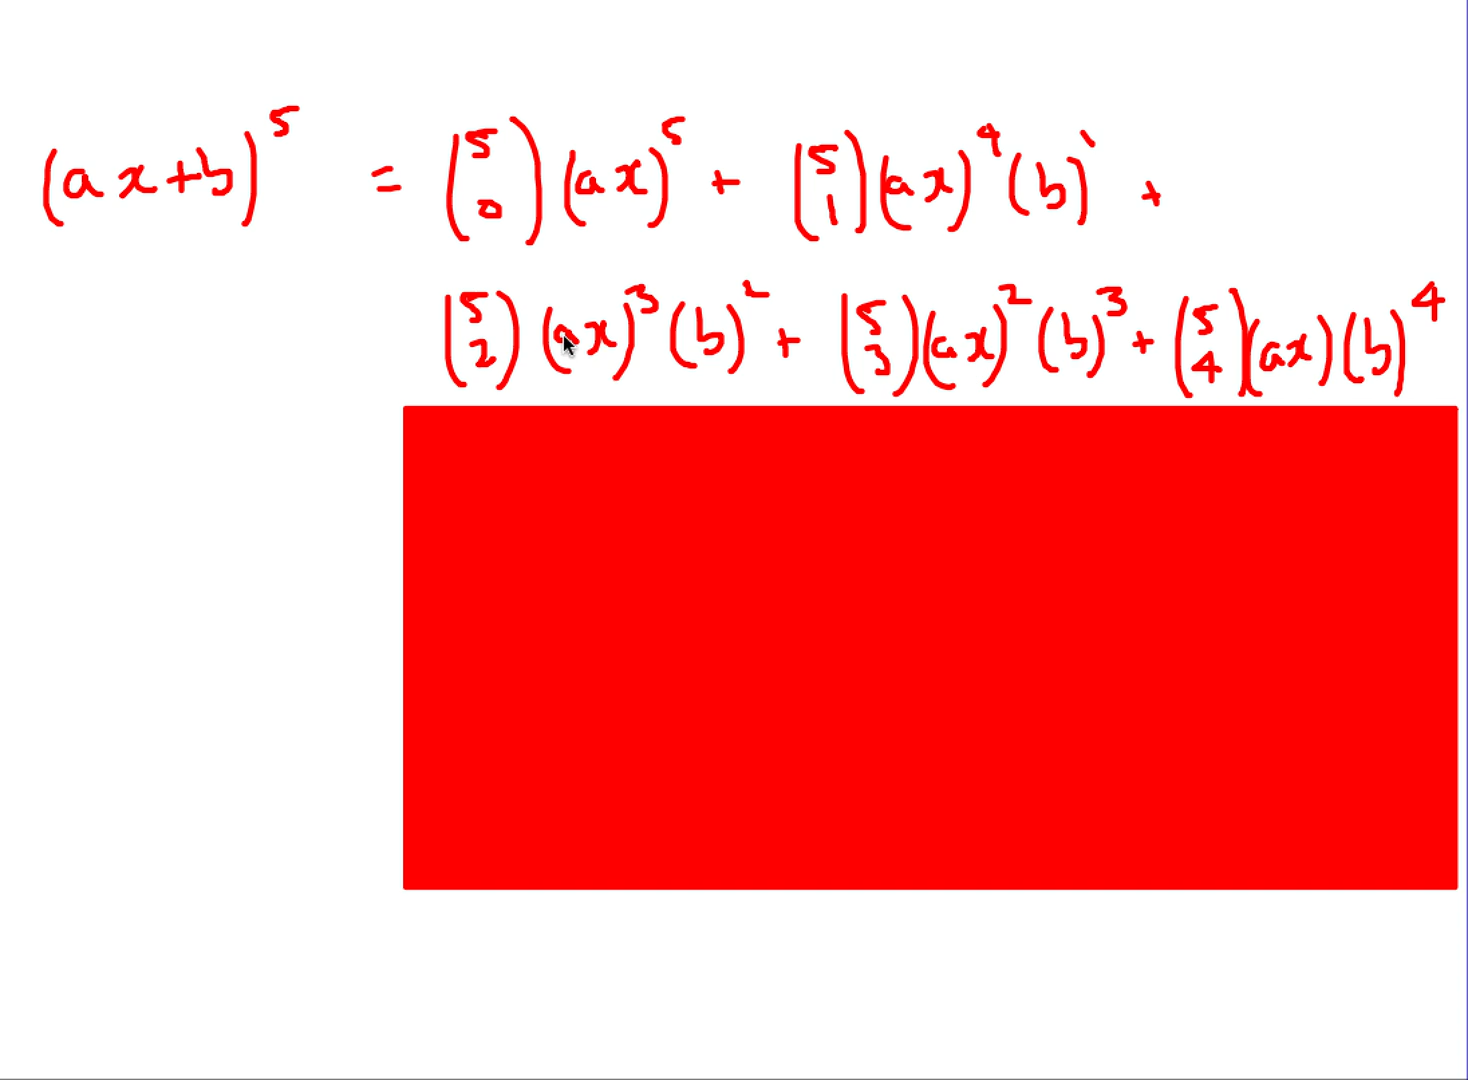 (ax+b)^5 = (5 0)(ax)^5 + (5 1)(ax)^4 (b)^1 +
(5 2) (ax)^3 (b)^2 + (5 3)(ax)^2 (b)^3 + (5 4)(ax)(b)^4